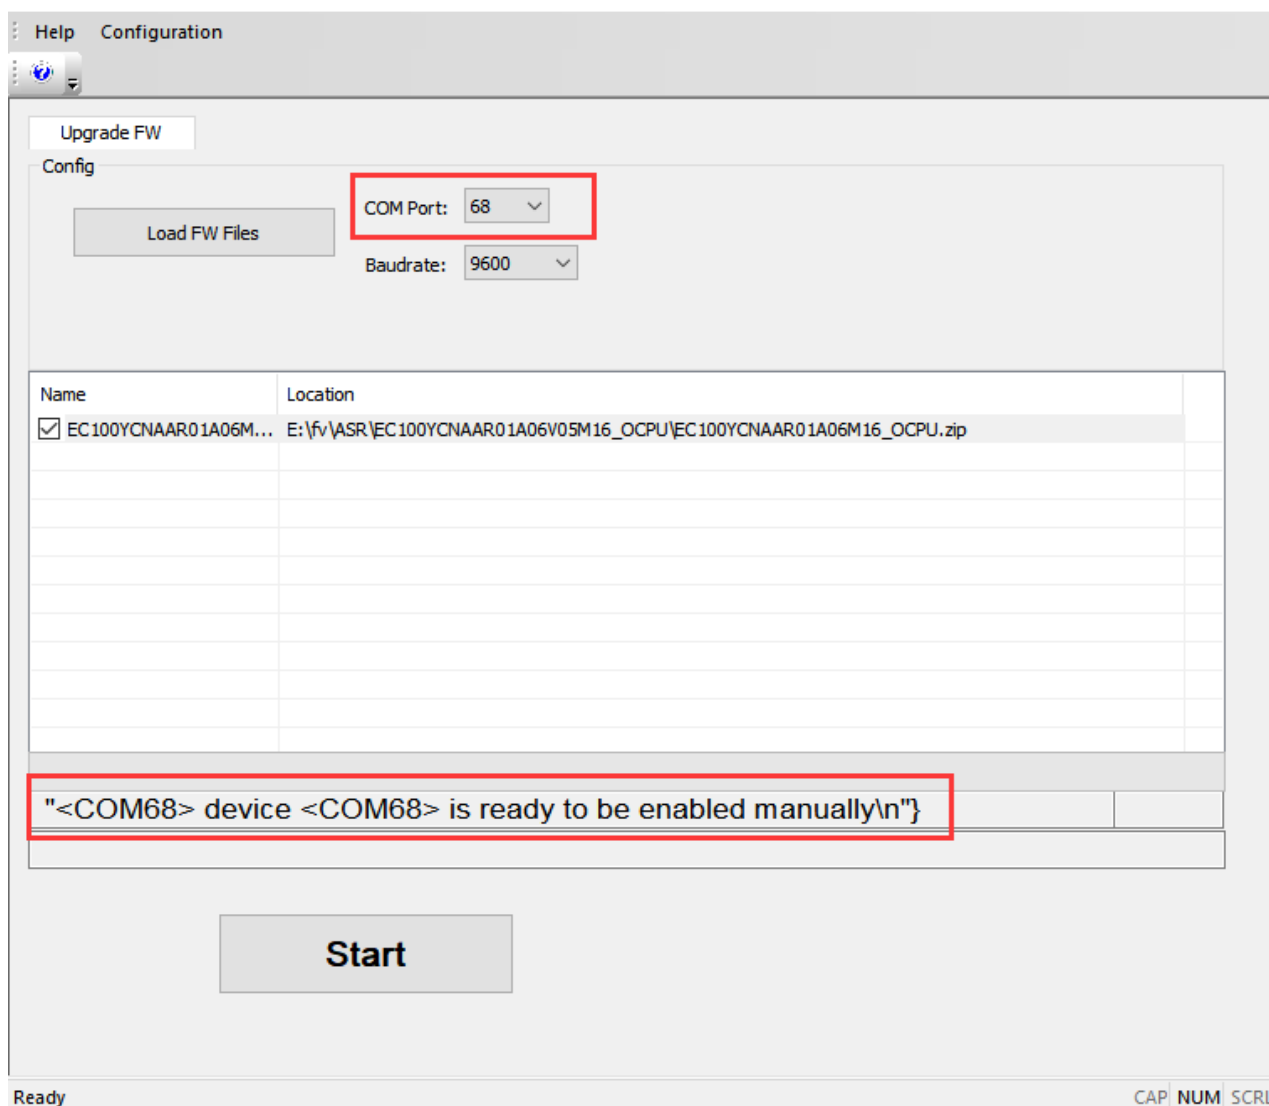 Help Configuration
Upgrade FW
Config
Load FW Files
COM Port: 68
Baudrate: 9600
Name Location
EC100YCNAAR01A06M... E:\fv\ASR\EC100YCNAAR01A06V05M16_OCPU\EC100YCNAAR01A06M16_OCPU.zip
"<COM68> device <COM68> is ready to be enabled manually\n"}
Start
Ready CAP NUM SCRL